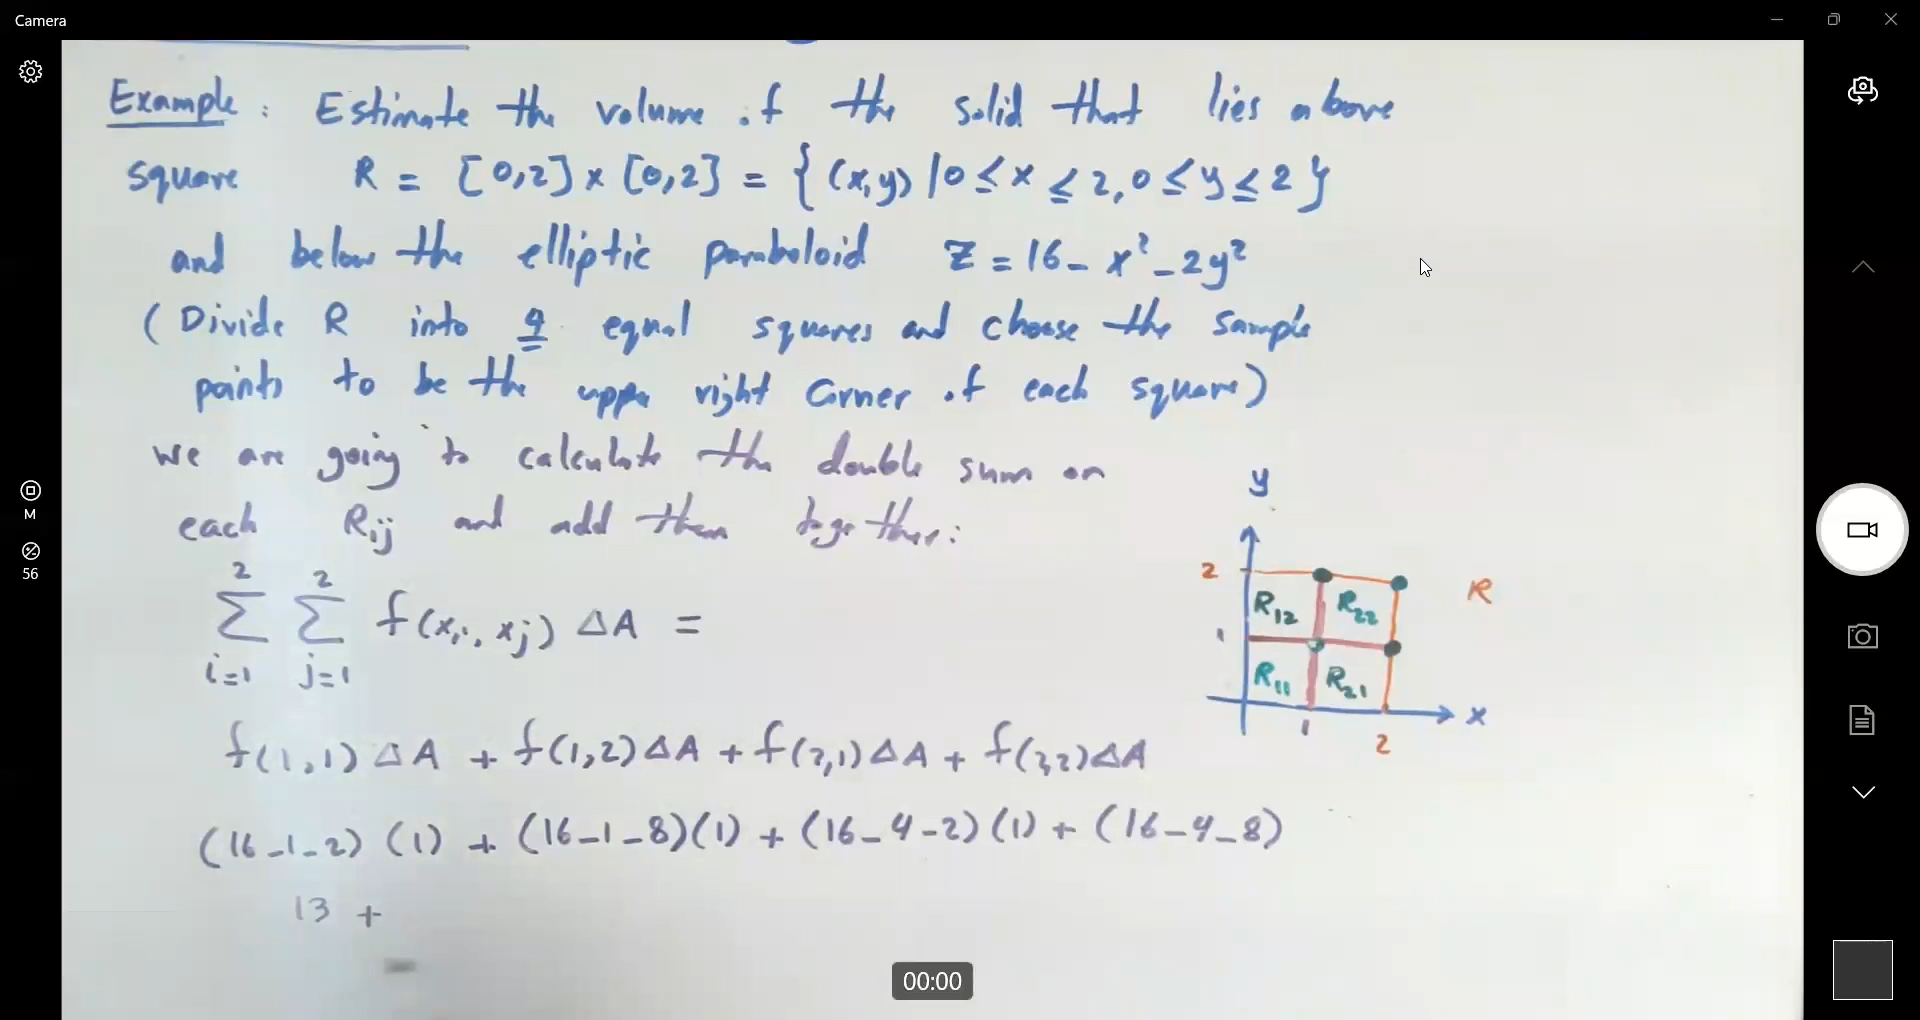 Camera
Example: Estimate the volume of the solid that lies above
square R = [0,2] x [0,2] = {(x,y) | 0 ≤ x ≤ 2, 0 ≤ y ≤ 2}
and below the elliptic paraboloid Z = 16 - x² - 2y²
(Divide R into 4 equal squares and choose the sample
points to be the upper right corner of each square)
we are going to calculate the double sum on
each Rij and add them together:
2 2
Σ Σ f(xi, xj) ΔA =
i=1 j=1
f(1,1) ΔA + f(1,2) ΔA + f(2,1) ΔA + f(2,2) ΔA
(16-1-2) (1) + (16-1-8)(1) + (16-4-2)(1) + (16-4-8)
13 +
y
2 R
R12 R22
1
R11 R21
x
1 2
M
56
00:00